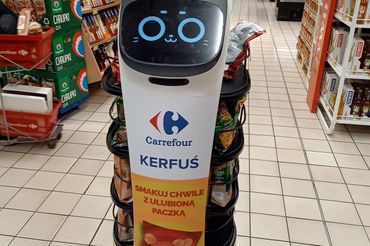 Carrefour
KERFUŚ
SMAKUJ CHWILE
Z ULUBIONĄ
PACZKĄ